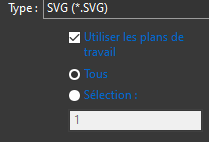 Type : SVG (*.SVG)
Utiliser les plans de
travail
Tous
Sélection :
1